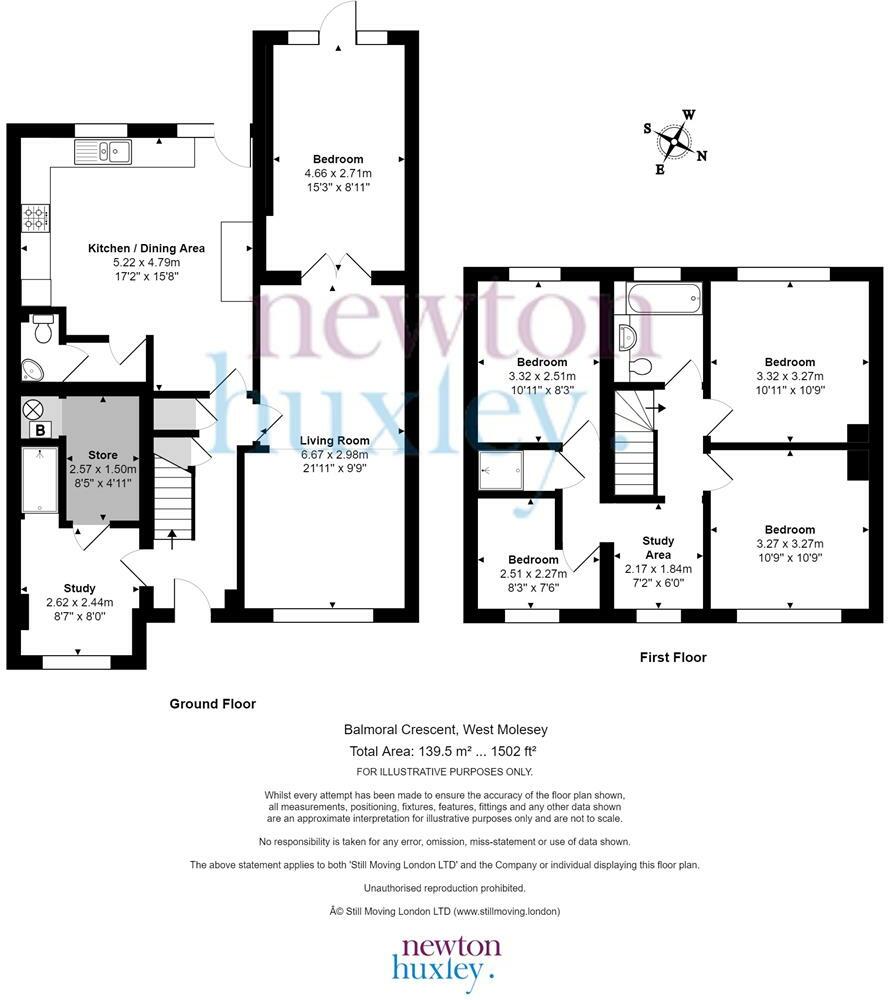 Bedroom
4.66 x 2.71m
15'3" x 8'11"
Kitchen / Dining Area
5.22 x 4.79m
17'2" x 15'8"
W
S
N
E
newton
huxley.
Bedroom
3.32 x 2.51m
10'11" x 8'3"
Bedroom
3.32 x 3.27m
10'11" x 10'9"
B
Store
2.57 x 1.50m
8'5" x 4'11"
Living Room
6.67 x 2.98m
21'11" x 9'9"
Study
2.62 x 2.44m
8'7" x 8'0"
Bedroom
2.51 x 2.27m
8'3" x 7'6"
Study
Area
2.17 x 1.84m
7'2" x 6'0"
Bedroom
3.27 x 3.27m
10'9" x 10'9"
First Floor
Ground Floor
Balmoral Crescent, West Molesey
Total Area: 139.5 m² ... 1502 ft²
FOR ILLUSTRATIVE PURPOSES ONLY.
Whilst every attempt has been made to ensure the accuracy of the floor plan shown,
all measurements, positioning, fixtures, features, fittings and any other data shown
are an approximate interpretation for illustrative purposes only and are not to scale.
No responsibility is taken for any error, omission, miss-statement or use of data shown.
The above statement applies to both 'Still Moving London LTD' and the Company or individual displaying this floor plan.
Unauthorised reproduction prohibited.
Â© Still Moving London LTD (www.stillmoving.london)
newton
huxley.